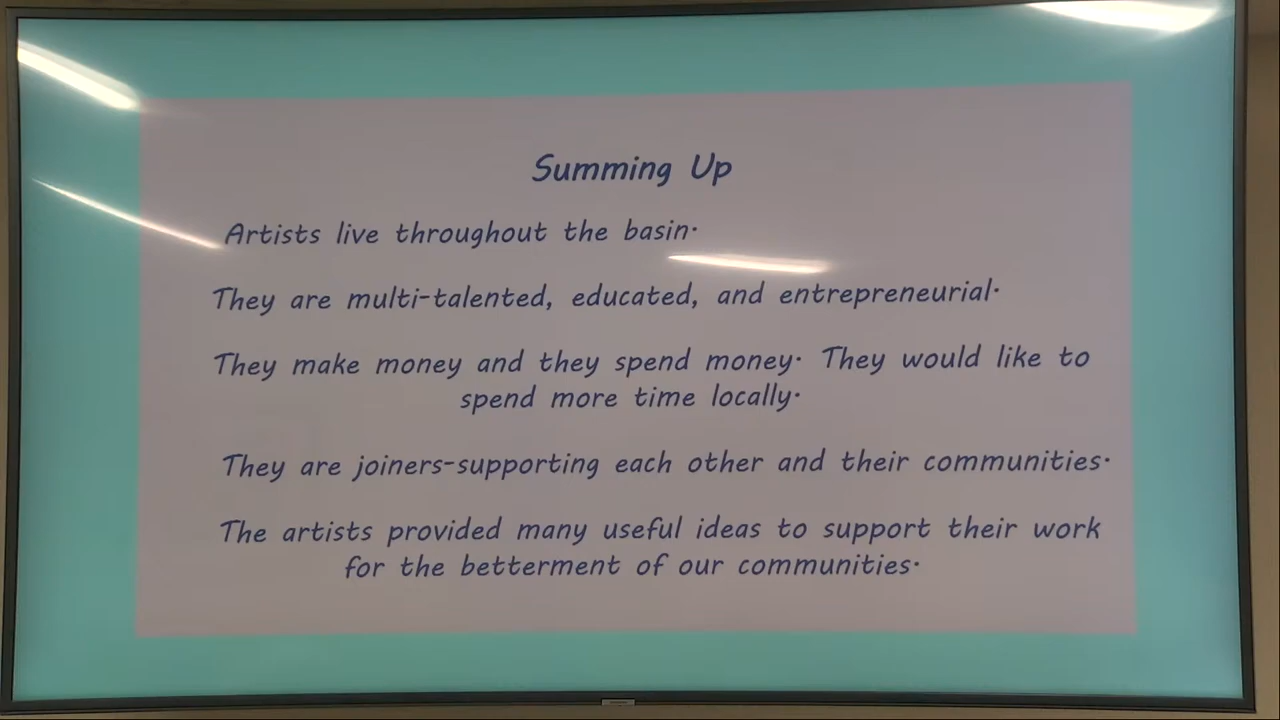 Summing Up
Artists live throughout the basin.
They are multi-talented, educated, and entrepreneurial.
They make money and they spend money. They would like to
spend more time locally.
They are joiners-supporting each other and their communities.
The artists provided many useful ideas to support their work
for the betterment of our communities.